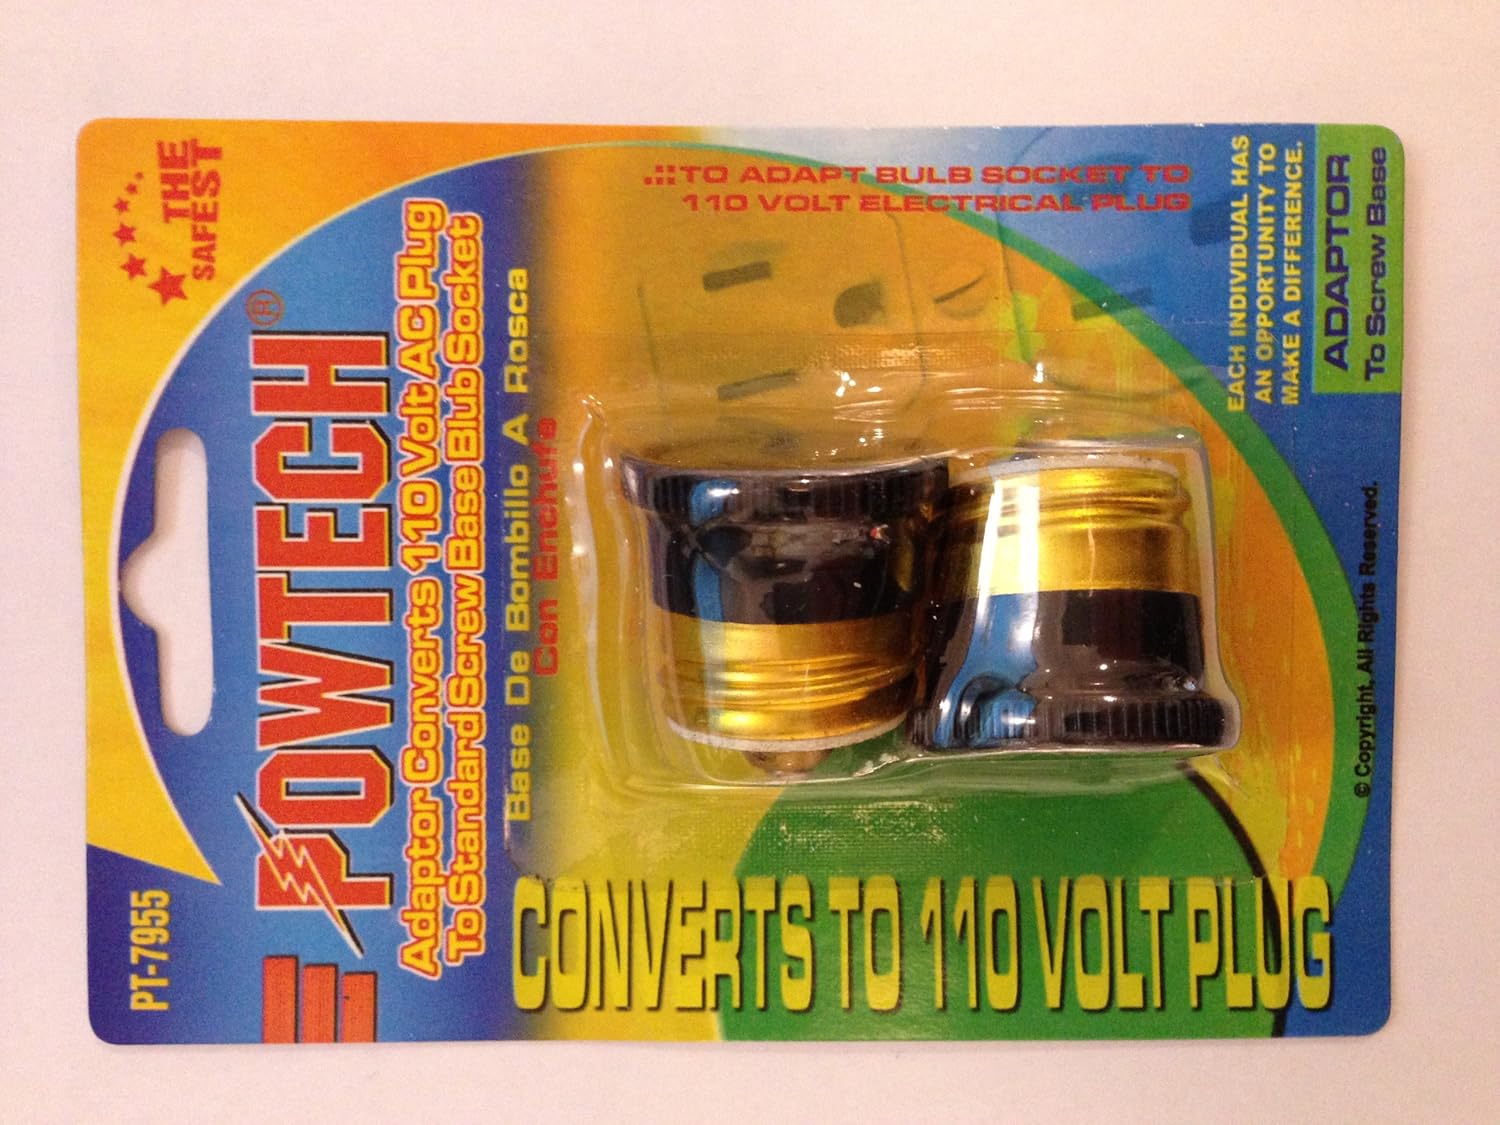 THE
SAFEST
POWTECH®
Adaptor Converts 110 Volt AC Plug
To Standard Screw Base Blub Socket
Base De Bombillo A Rosca
Con Enchufe
PT-7955
.::TO ADAPT BULB SOCKET TO
110 VOLT ELECTRICAL PLUG
EACH INDIVIDUAL HAS
AN OPPORTUNITY TO
MAKE A DIFFERENCE.
ADAPTOR
To Screw Base
© Copyright, All Rights Reserved.
CONVERTS TO 110 VOLT PLUG